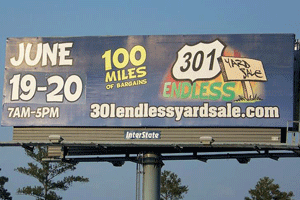 JUNE
19-20
7AM-5PM
100
MILES
OF BARGAINS
301
ENDLESS
YARD
SALE
301endlessyardsale.com
InterState